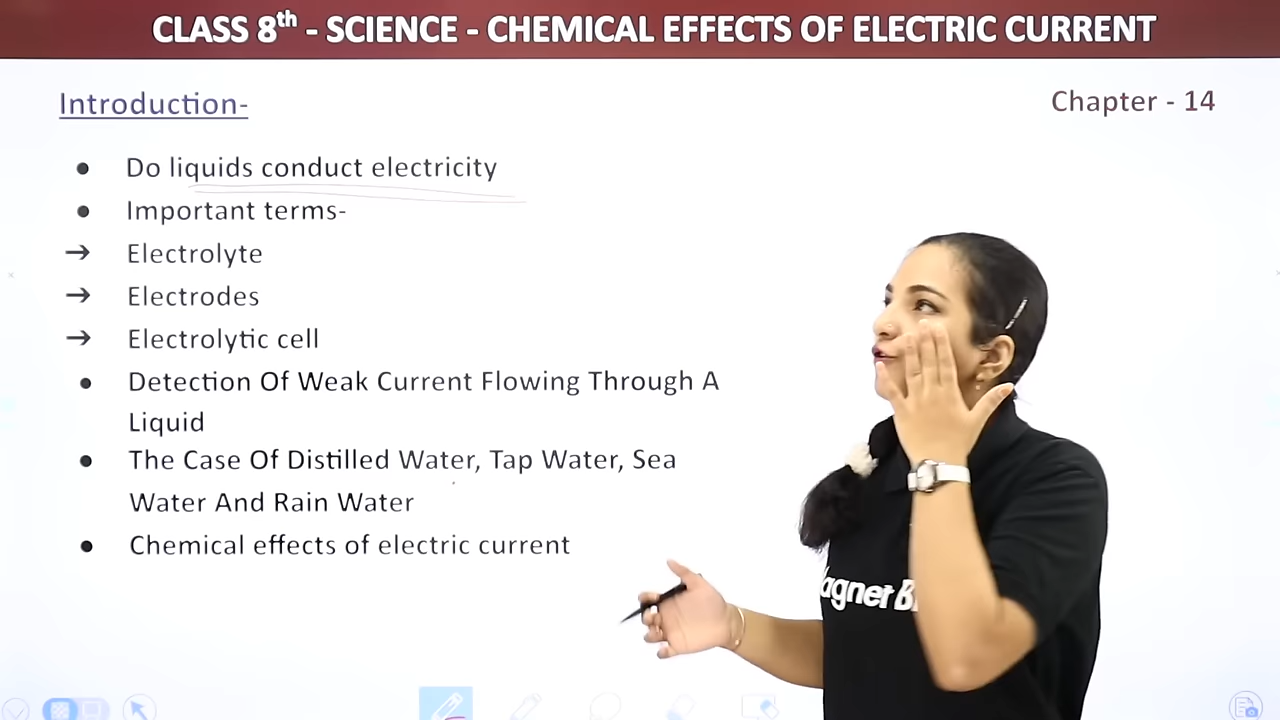 CLASS 8th - SCIENCE - CHEMICAL EFFECTS OF ELECTRIC CURRENT
Introduction-
Chapter - 14
● Do liquids conduct electricity
● Important terms-
→ Electrolyte
→ Electrodes
→ Electrolytic cell
● Detection Of Weak Current Flowing Through A
Liquid
● The Case Of Distilled Water, Tap Water, Sea
Water And Rain Water
● Chemical effects of electric current
agnet B